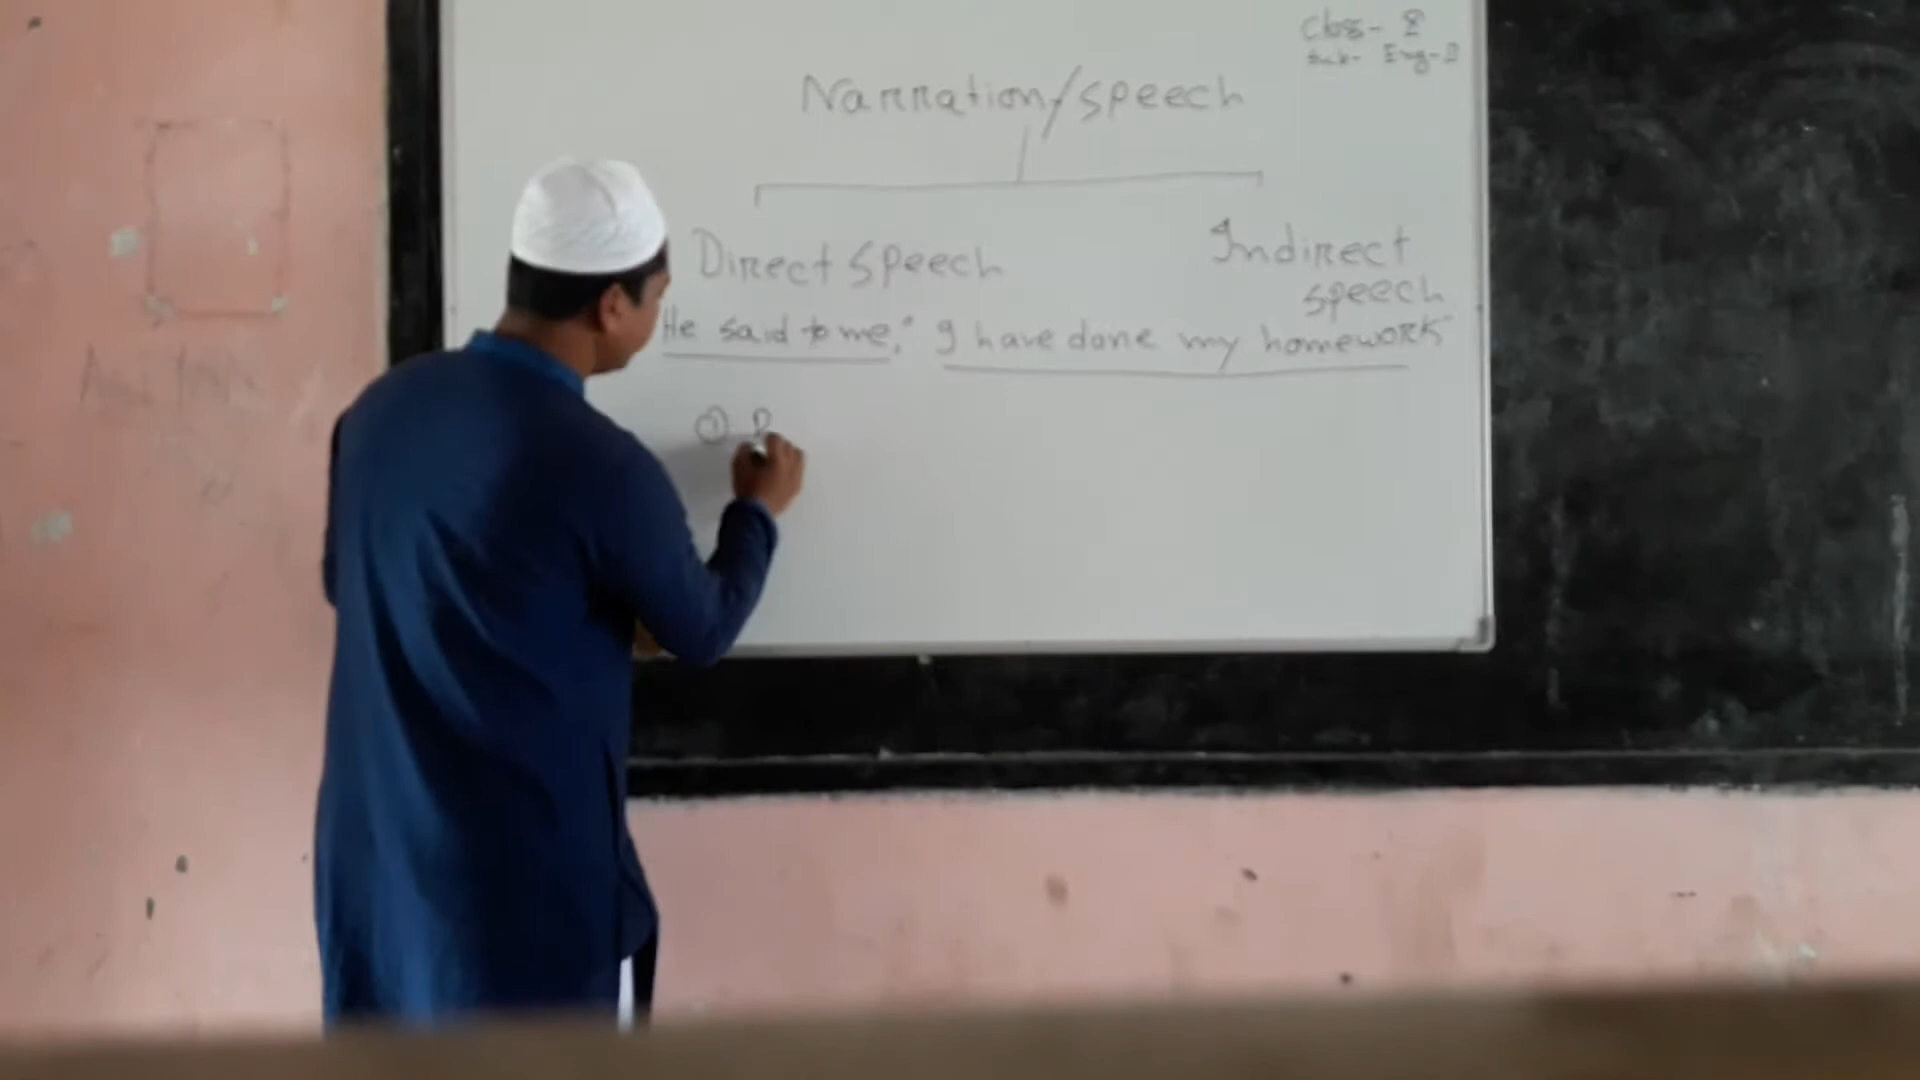 Class- 8
Sub- Eng-2
Narration/speech
Direct speech
Indirect
speech
He said to me," I have done my homework"
① R